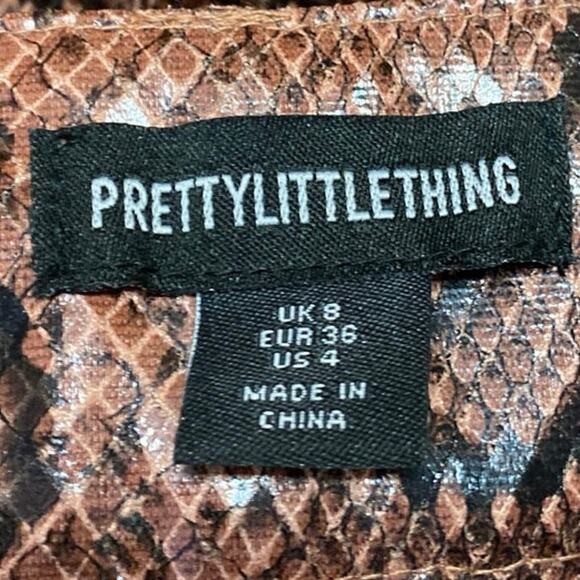 PRETTYLITTLETHING
UK 8
EUR 36
US 4
MADE IN
CHINA